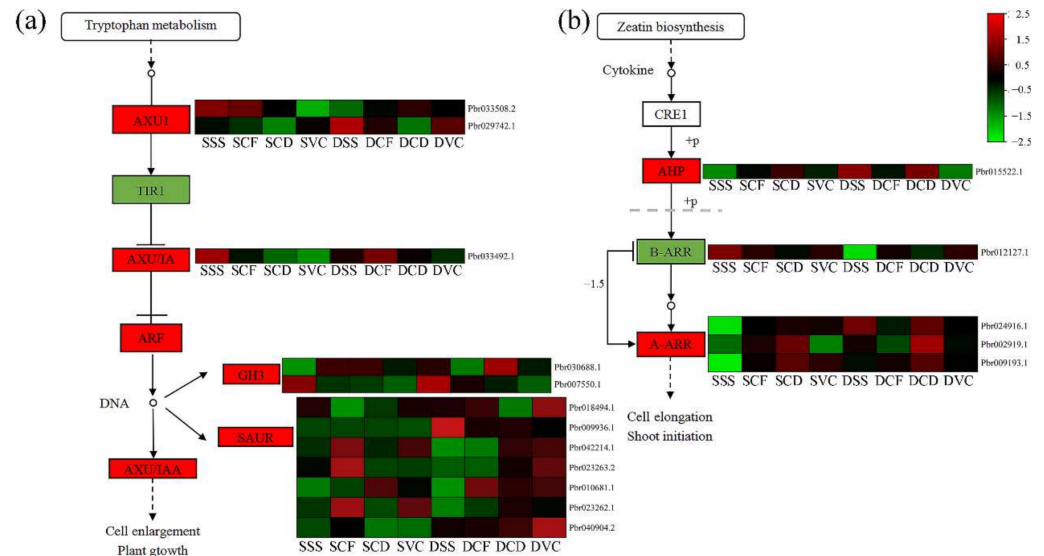 (a)
Tryptophan metabolism
AXU1
Pbr033508.2
Pbr029742.1
SSS SCF SCD SVC DSS DCF DCD DVC
TIR1
AXU/IA
Pbr033492.1
SSS SCF SCD SVC DSS DCF DCD DVC
ARF
DNA
GH3
Pbr030688.1
Pbr007550.1
SAUR
Pbr018494.1
Pbr009936.1
Pbr042214.1
Pbr023263.2
Pbr010681.1
Pbr023262.1
Pbr040904.2
SSS SCF SCD SVC DSS DCF DCD DVC
AXU/IAA
Cell enlargement
Plant gtowth
(b)
Zeatin biosynthesis
Cytokine
CRE1
+p
AHP
Pbr015522.1
SSS SCF SCD SVC DSS DCF DCD DVC
+p
B-ARR
Pbr012127.1
SSS SCF SCD SVC DSS DCF DCD DVC
−1.5
A-ARR
Pbr024916.1
Pbr002919.1
Pbr009193.1
SSS SCF SCD SVC DSS DCF DCD DVC
Cell elongation
Shoot initiation
2.5
1.5
0.5
−0.5
−1.5
−2.5